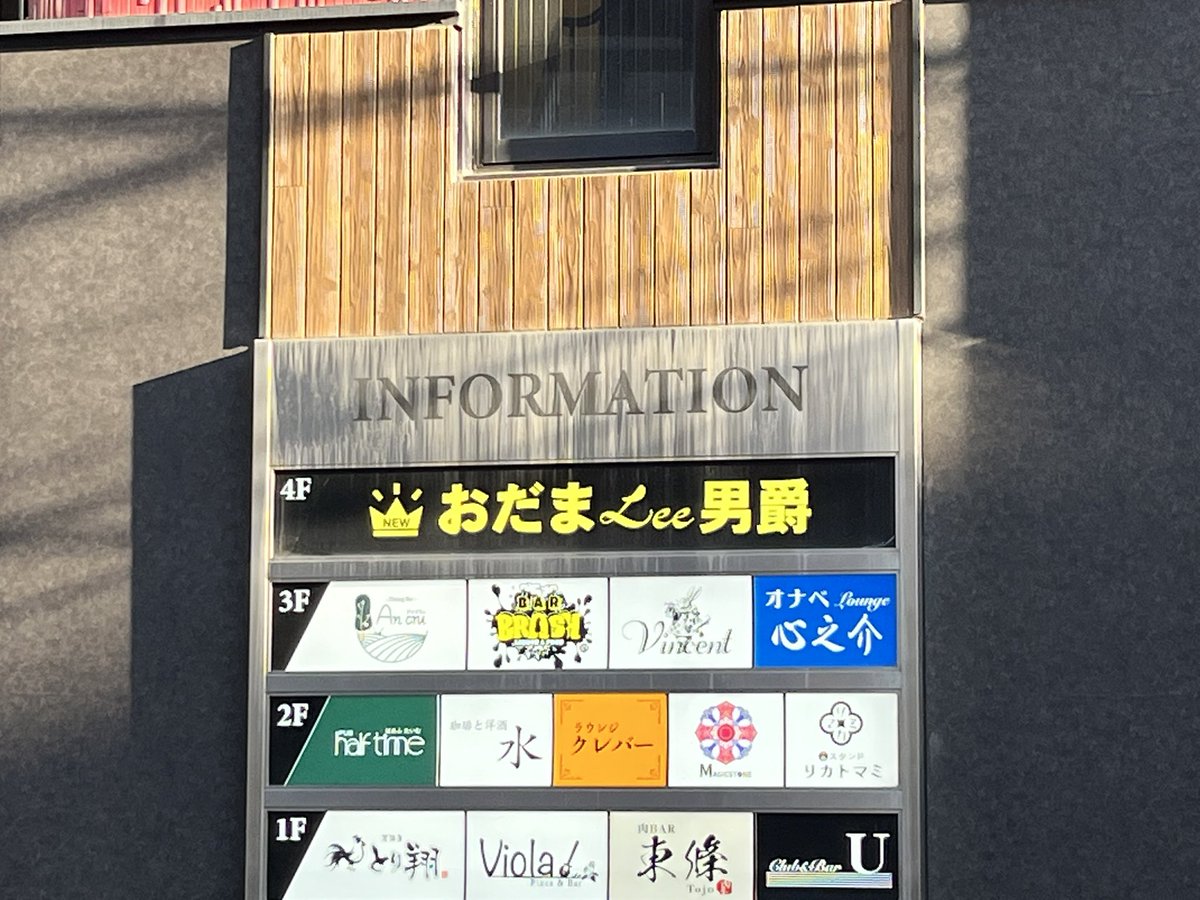 INFORMATION
4F
NEW
おだまLee男爵
3F
An cru
BAR
BRUSH
Vincent
オナベ Lounge
心之介
2F
half time
珈琲と洋酒
水
ラウンジ
クレバー
MAGICSTONE
スタンド
リカトマミ
1F
とり翔
Viola
Pizza & Bar
肉BAR
東條
Tojo
Club&Bar U